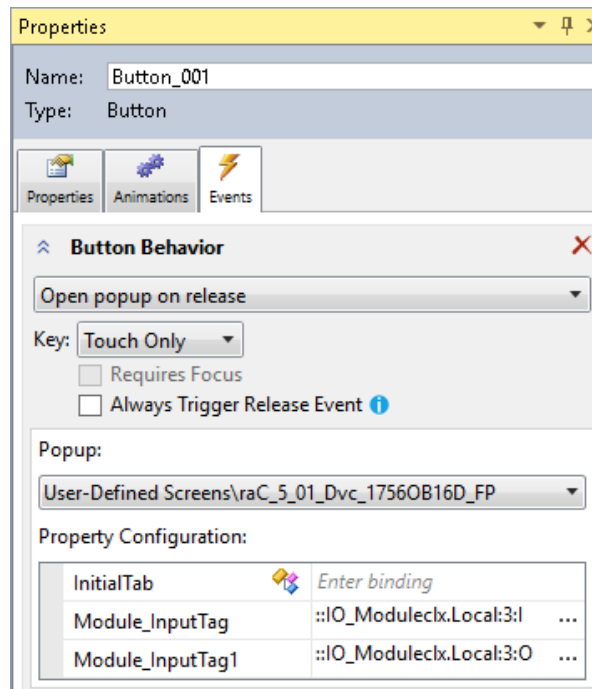 Properties
Name: Button_001
Type: Button
Properties Animations Events
Button Behavior
Open popup on release
Key: Touch Only
Requires Focus
Always Trigger Release Event
Popup:
User-Defined Screens\raC_5_01_Dvc_1756OB16D_FP
Property Configuration:
InitialTab Enter binding
Module_InputTag ::IO_Moduleclx.Local:3:I ...
Module_InputTag1 ::IO_Moduleclx.Local:3:O ...